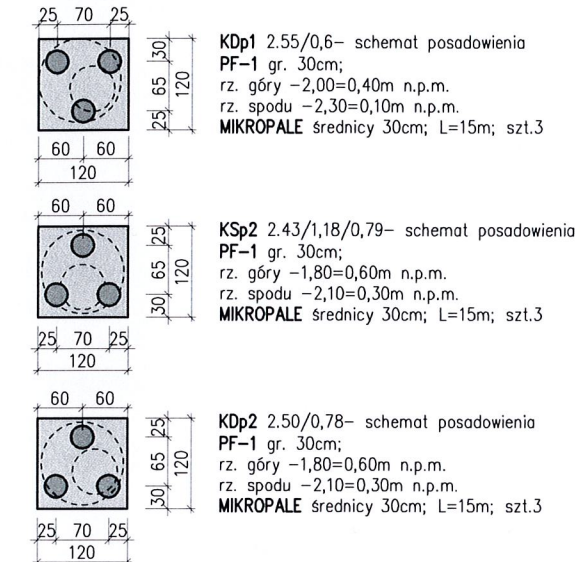 25 70 25
30
65
25
120
60 60
120
KDp1 2.55/0,6– schemat posadowienia
PF–1 gr. 30cm;
rz. góry –2,00=0,40m n.p.m.
rz. spodu –2,30=0,10m n.p.m.
MIKROPALE średnicy 30cm; L=15m; szt.3
60 60
25
65
30
120
25 70 25
120
KSp2 2.43/1,18/0,79– schemat posadowienia
PF–1 gr. 30cm;
rz. góry –1,80=0,60m n.p.m.
rz. spodu –2,10=0,30m n.p.m.
MIKROPALE średnicy 30cm; L=15m; szt.3
60 60
25
65
30
120
25 70 25
120
KDp2 2.50/0,78– schemat posadowienia
PF–1 gr. 30cm;
rz. góry –1,80=0,60m n.p.m.
rz. spodu –2,10=0,30m n.p.m.
MIKROPALE średnicy 30cm; L=15m; szt.3